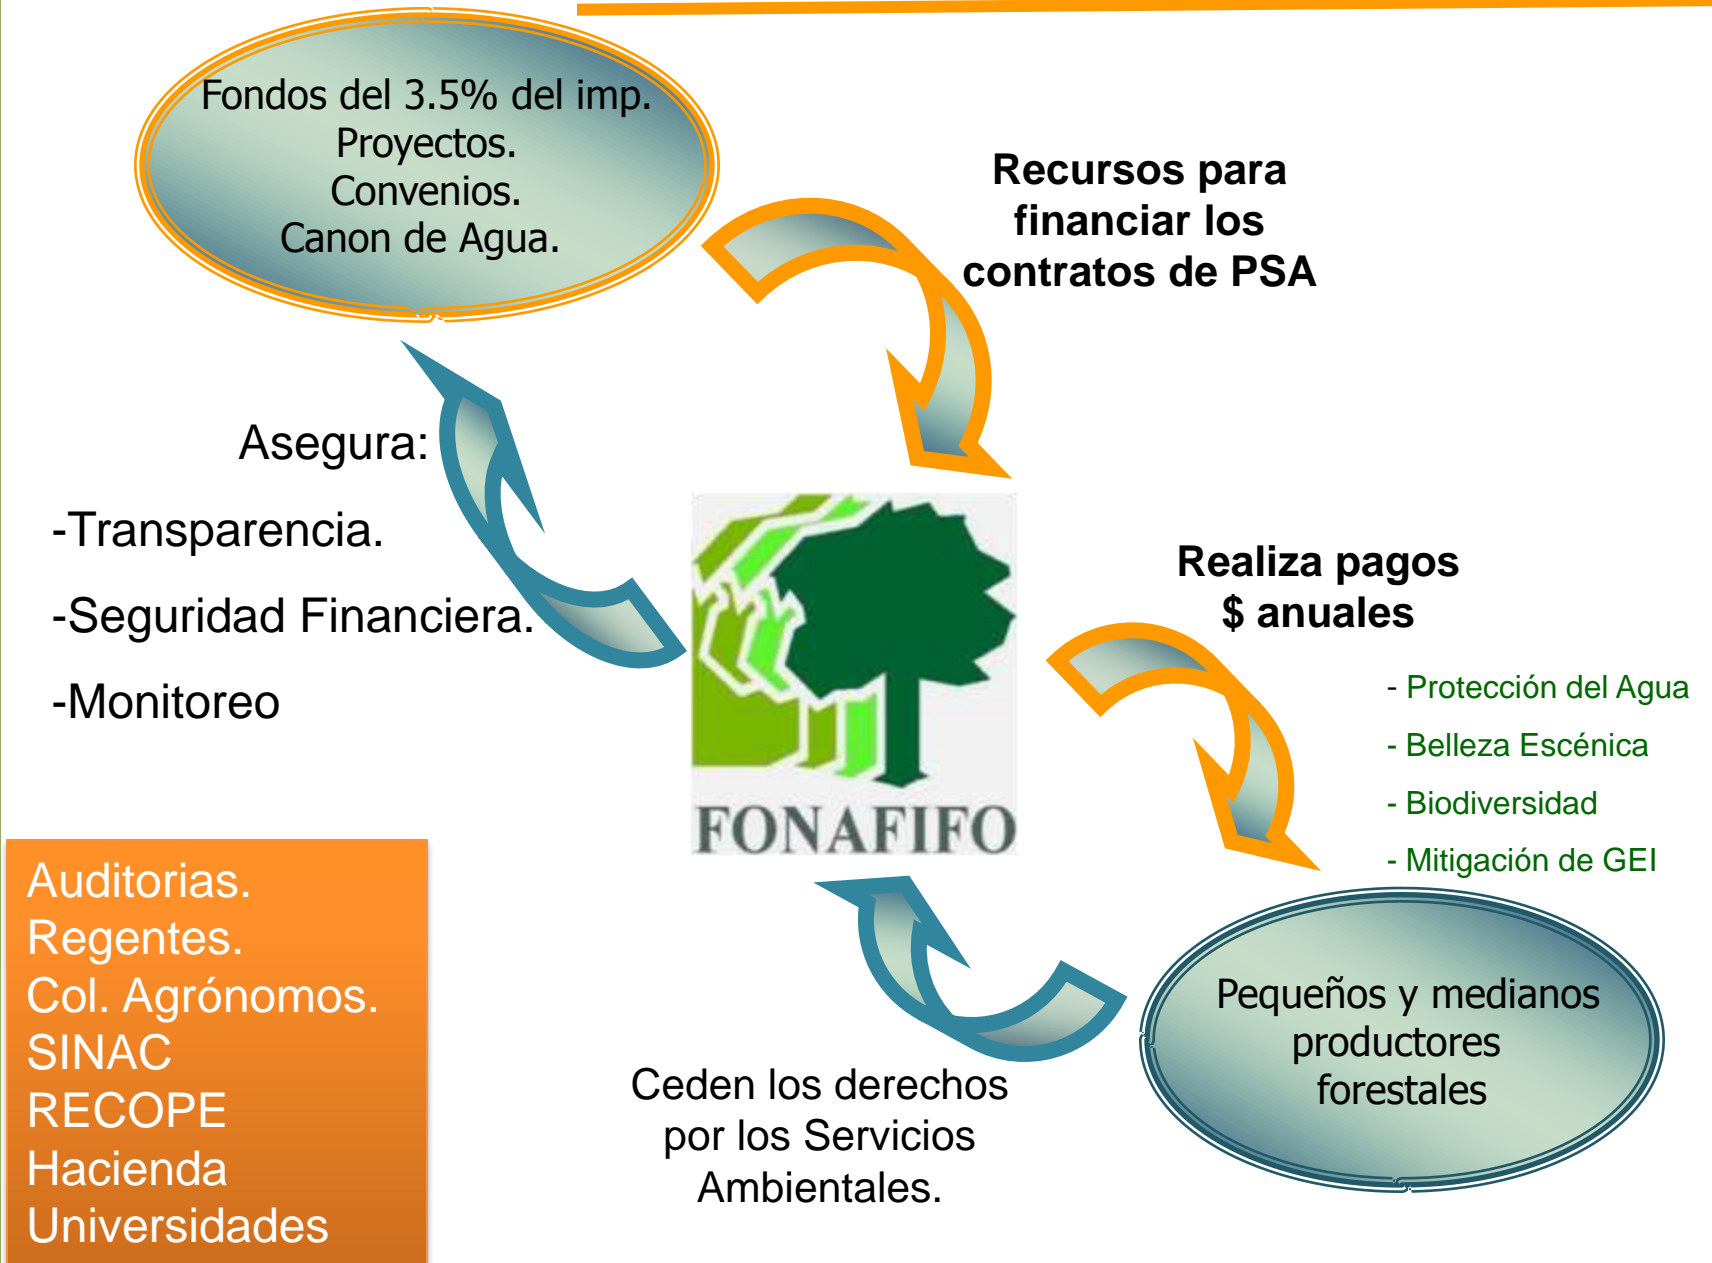 Fondos del 3.5% del imp.
Proyectos.
Convenios.
Canon de Agua.
Recursos para
financiar los
contratos de PSA
Asegura:
-Transparencia.
-Seguridad Financiera.
-Monitoreo
FONAFIFO
Realiza pagos
$ anuales
- Protección del Agua
- Belleza Escénica
- Biodiversidad
- Mitigación de GEI
Auditorias.
Regentes.
Col. Agrónomos.
SINAC
RECOPE
Hacienda
Universidades
Ceden los derechos
por los Servicios
Ambientales.
Pequeños y medianos
productores
forestales